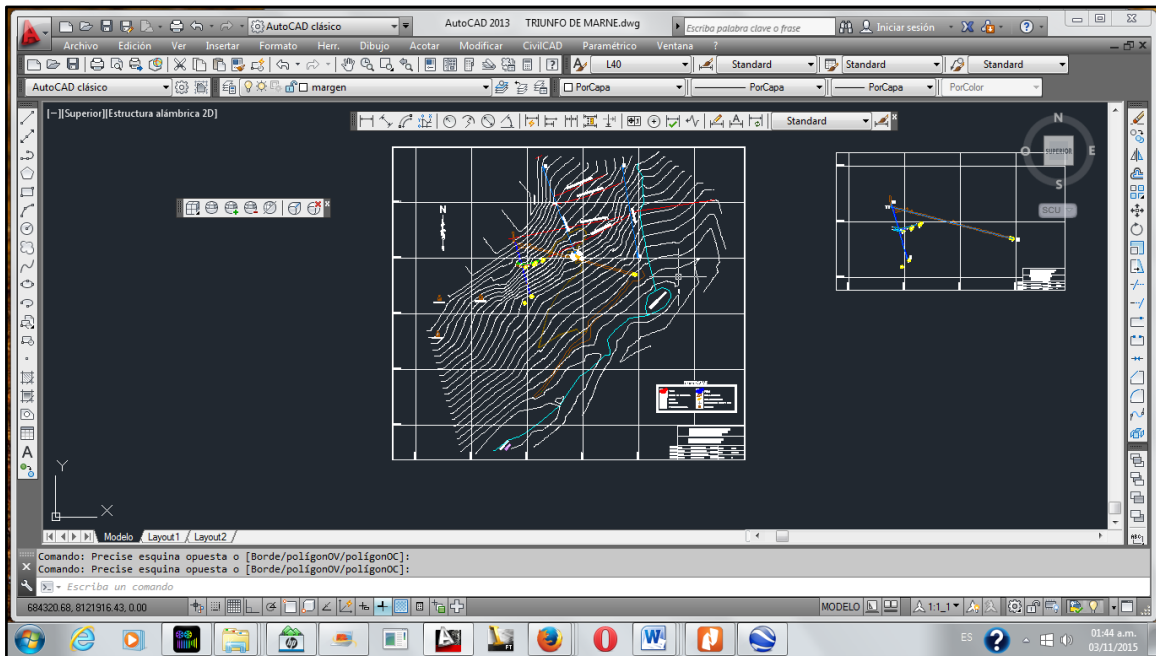 AutoCAD clásico
AutoCAD 2013 TRIUNFO DE MARNE.dwg
Escriba palabra clave o frase
Iniciar sesión
Archivo Edición Ver Insertar Formato Herr. Dibujo Acotar Modificar CivilCAD Paramétrico Ventana ?
L40 Standard Standard Standard
AutoCAD clásico margen PorCapa PorCapa PorCapa PorColor
[−][Superior][Estructura alámbrica 2D]
Standard
N
O SUPERIOR E
S
SCU
N
Y
X
Modelo Layout1 Layout2
Comando: Precise esquina opuesta o [Borde/polígonOV/polígonOC]:
Comando: Precise esquina opuesta o [Borde/polígonOV/polígonOC]:
Escriba un comando
684320.68, 8121916.43, 0.00 MODELO 1:1_1
ES 01:44 a.m.
03/11/2015